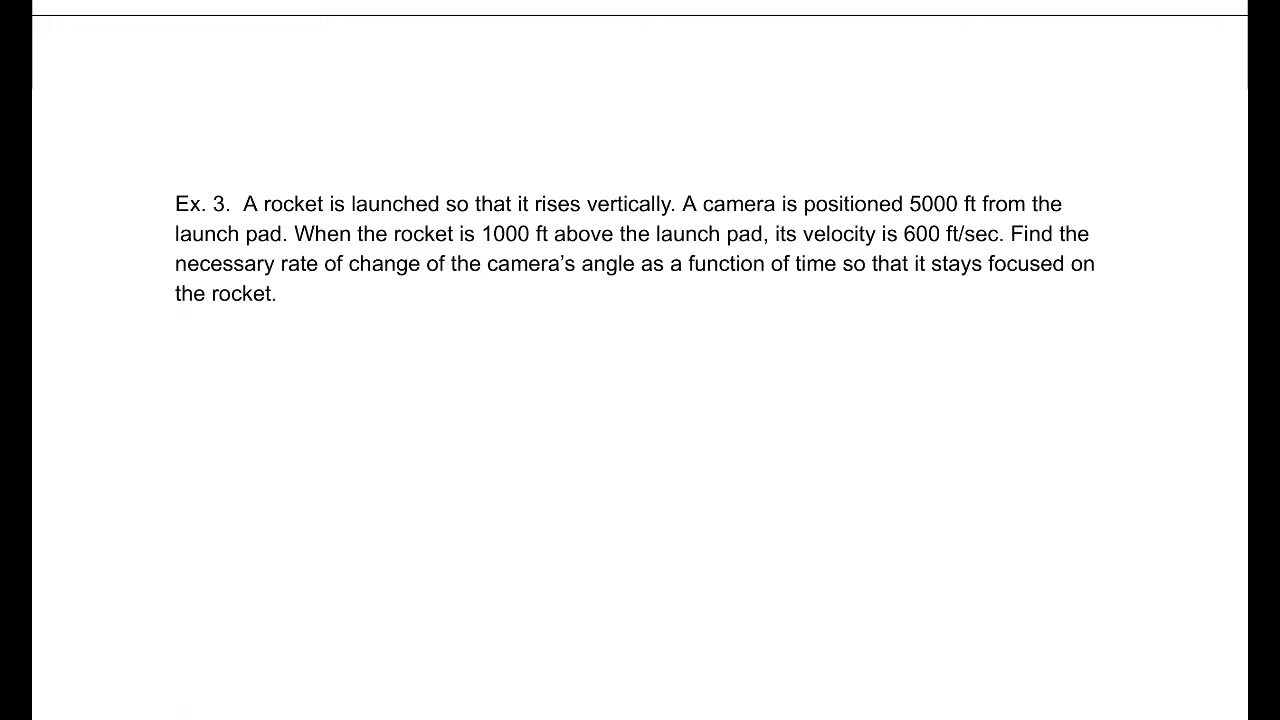 Ex. 3.  A rocket is launched so that it rises vertically. A camera is positioned 5000 ft from the
launch pad. When the rocket is 1000 ft above the launch pad, its velocity is 600 ft/sec. Find the
necessary rate of change of the camera’s angle as a function of time so that it stays focused on
the rocket.